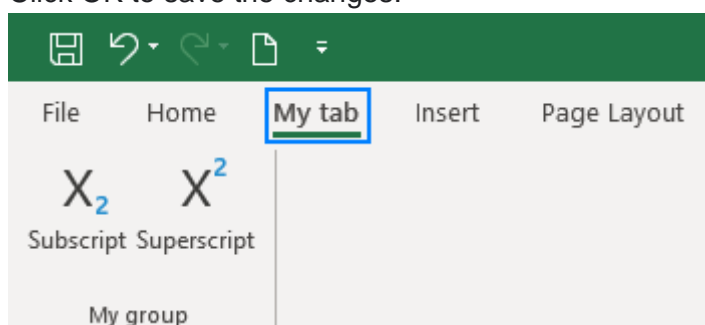 Click OK to save the changes.
File Home My tab Insert Page Layout
X2 X2
Subscript Superscript
My group